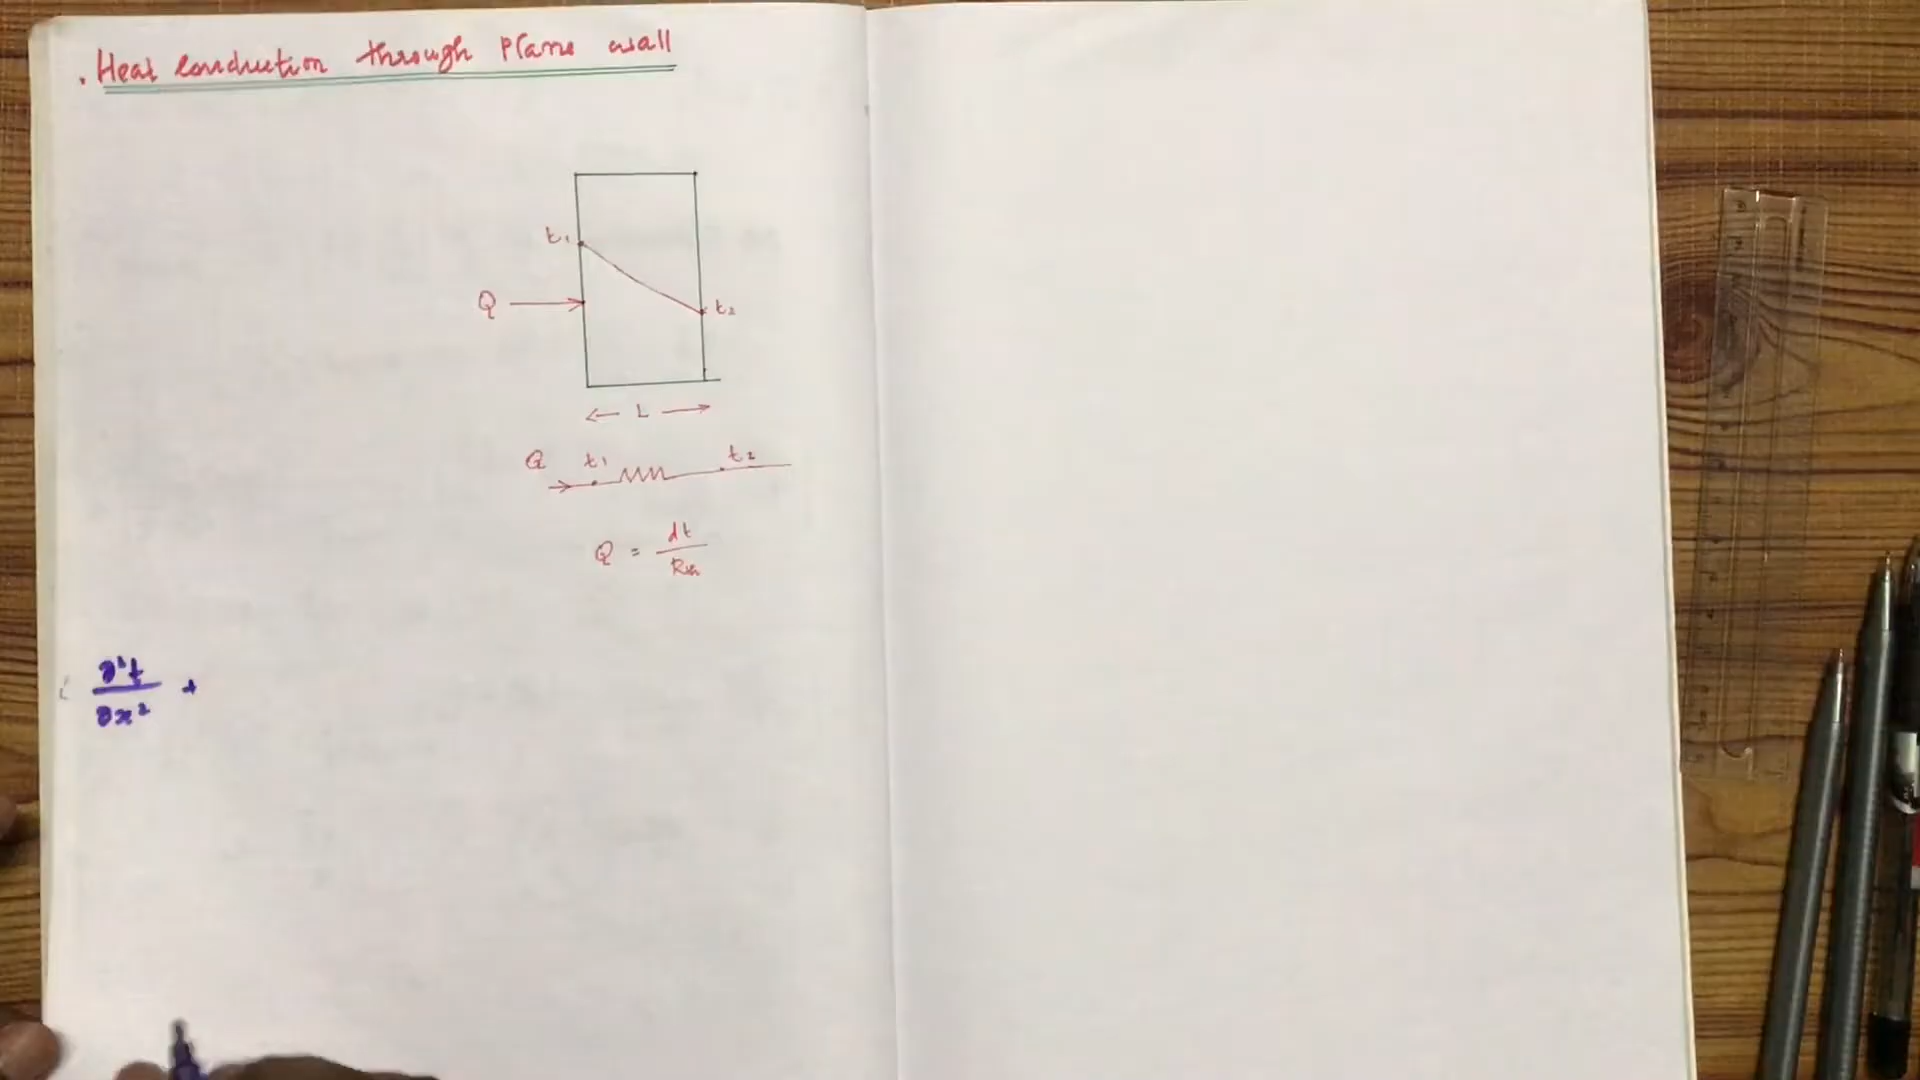 . Heat conduction through Plane wall
t₁
Q
t₂
L
Q t₁ t₂
Q = dt / Rth
∂²t / ∂x² +